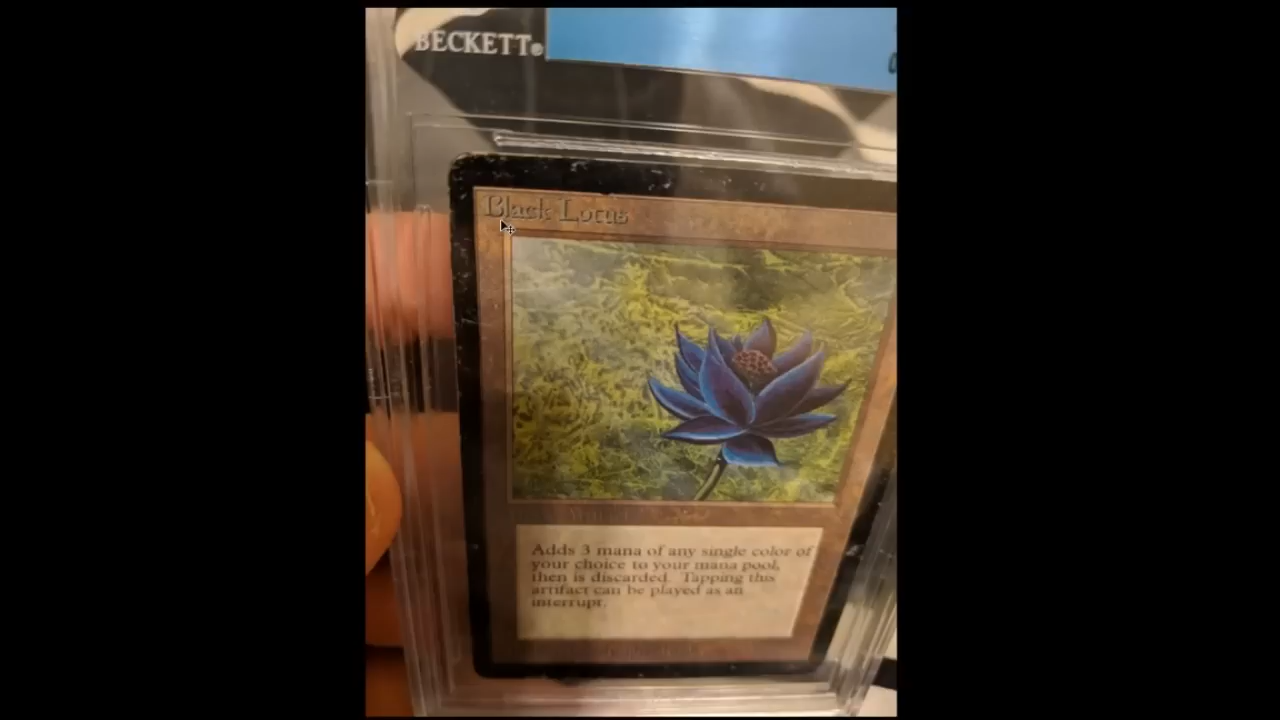 BECKETT®
Black Lotus
Adds 3 mana of any single color of
your choice to your mana pool,
then is discarded. Tapping this
artifact can be played as an
interrupt.